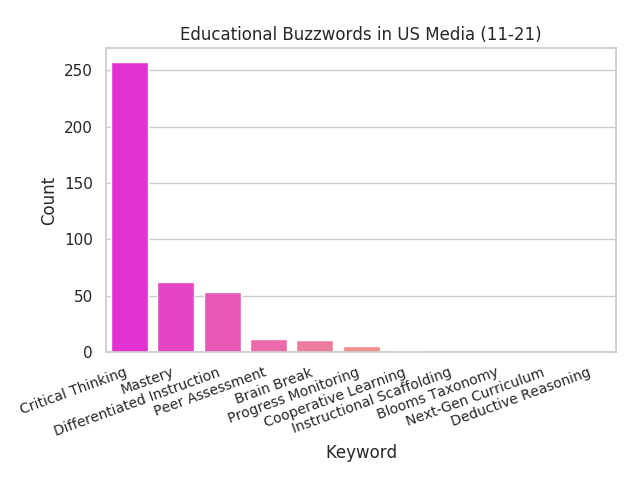 Educational Buzzwords in US Media (11-21)
Count
250
200
150
100
50
0
Critical Thinking
Mastery
Differentiated Instruction
Peer Assessment
Brain Break
Progress Monitoring
Cooperative Learning
Instructional Scaffolding
Blooms Taxonomy
Next-Gen Curriculum
Deductive Reasoning
Keyword